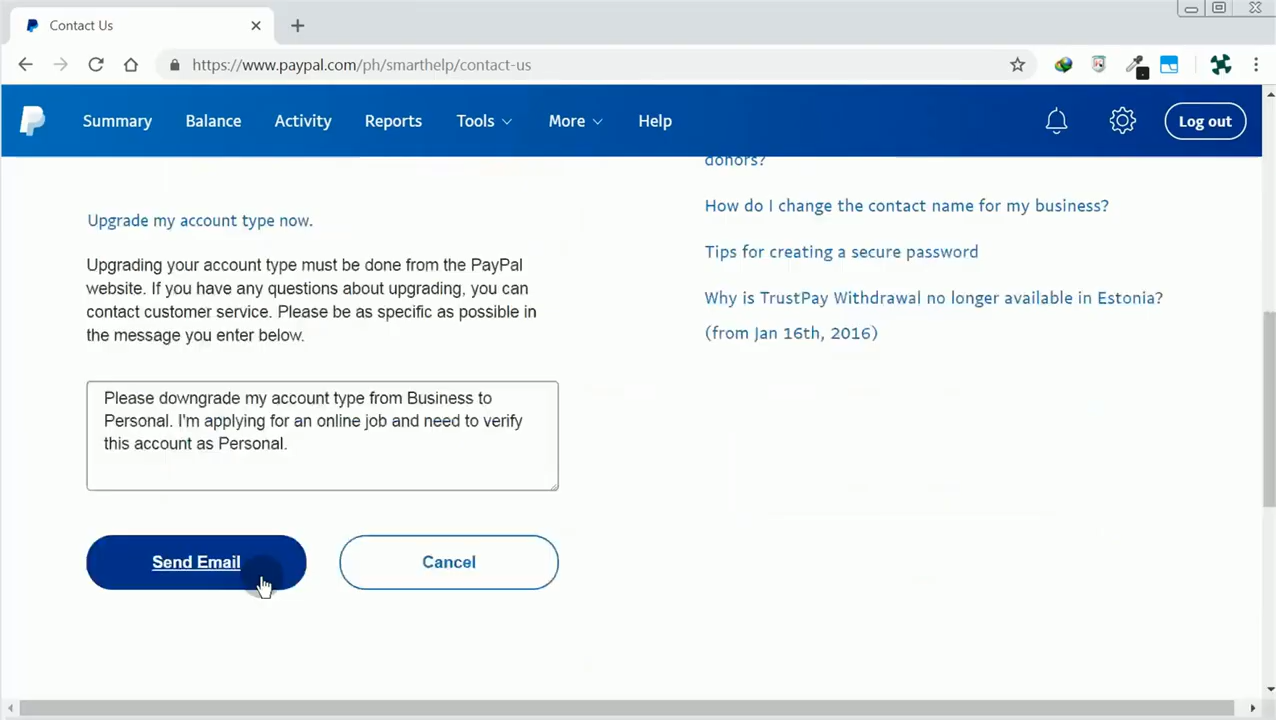 Contact Us
https://www.paypal.com/ph/smarthelp/contact-us
Summary
Balance
Activity
Reports
Tools
More
Help
Log out
Upgrade my account type now.
Upgrading your account type must be done from the PayPal
website. If you have any questions about upgrading, you can
contact customer service. Please be as specific as possible in
the message you enter below.
Please downgrade my account type from Business to
Personal. I'm applying for an online job and need to verify
this account as Personal.
Send Email
Cancel
donors?
How do I change the contact name for my business?
Tips for creating a secure password
Why is TrustPay Withdrawal no longer available in Estonia?
(from Jan 16th, 2016)